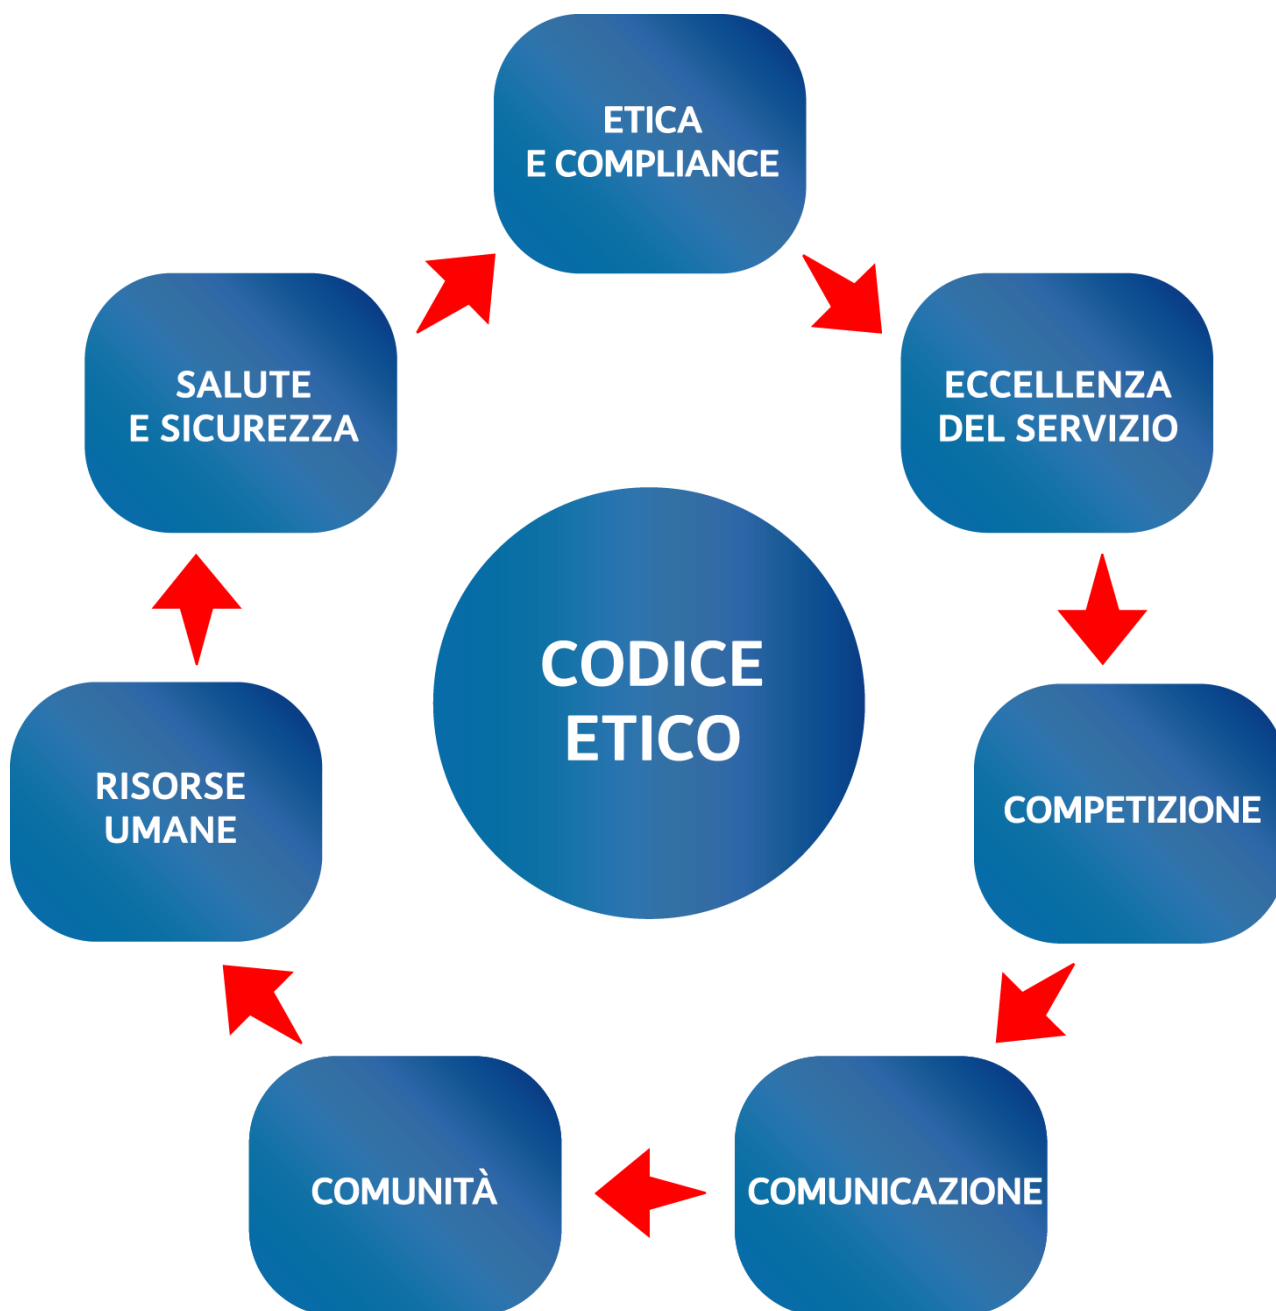 ETICA
E COMPLIANCE
ECCELLENZA
DEL SERVIZIO
COMPETIZIONE
COMUNICAZIONE
COMUNITÀ
RISORSE
UMANE
SALUTE
E SICUREZZA
CODICE
ETICO